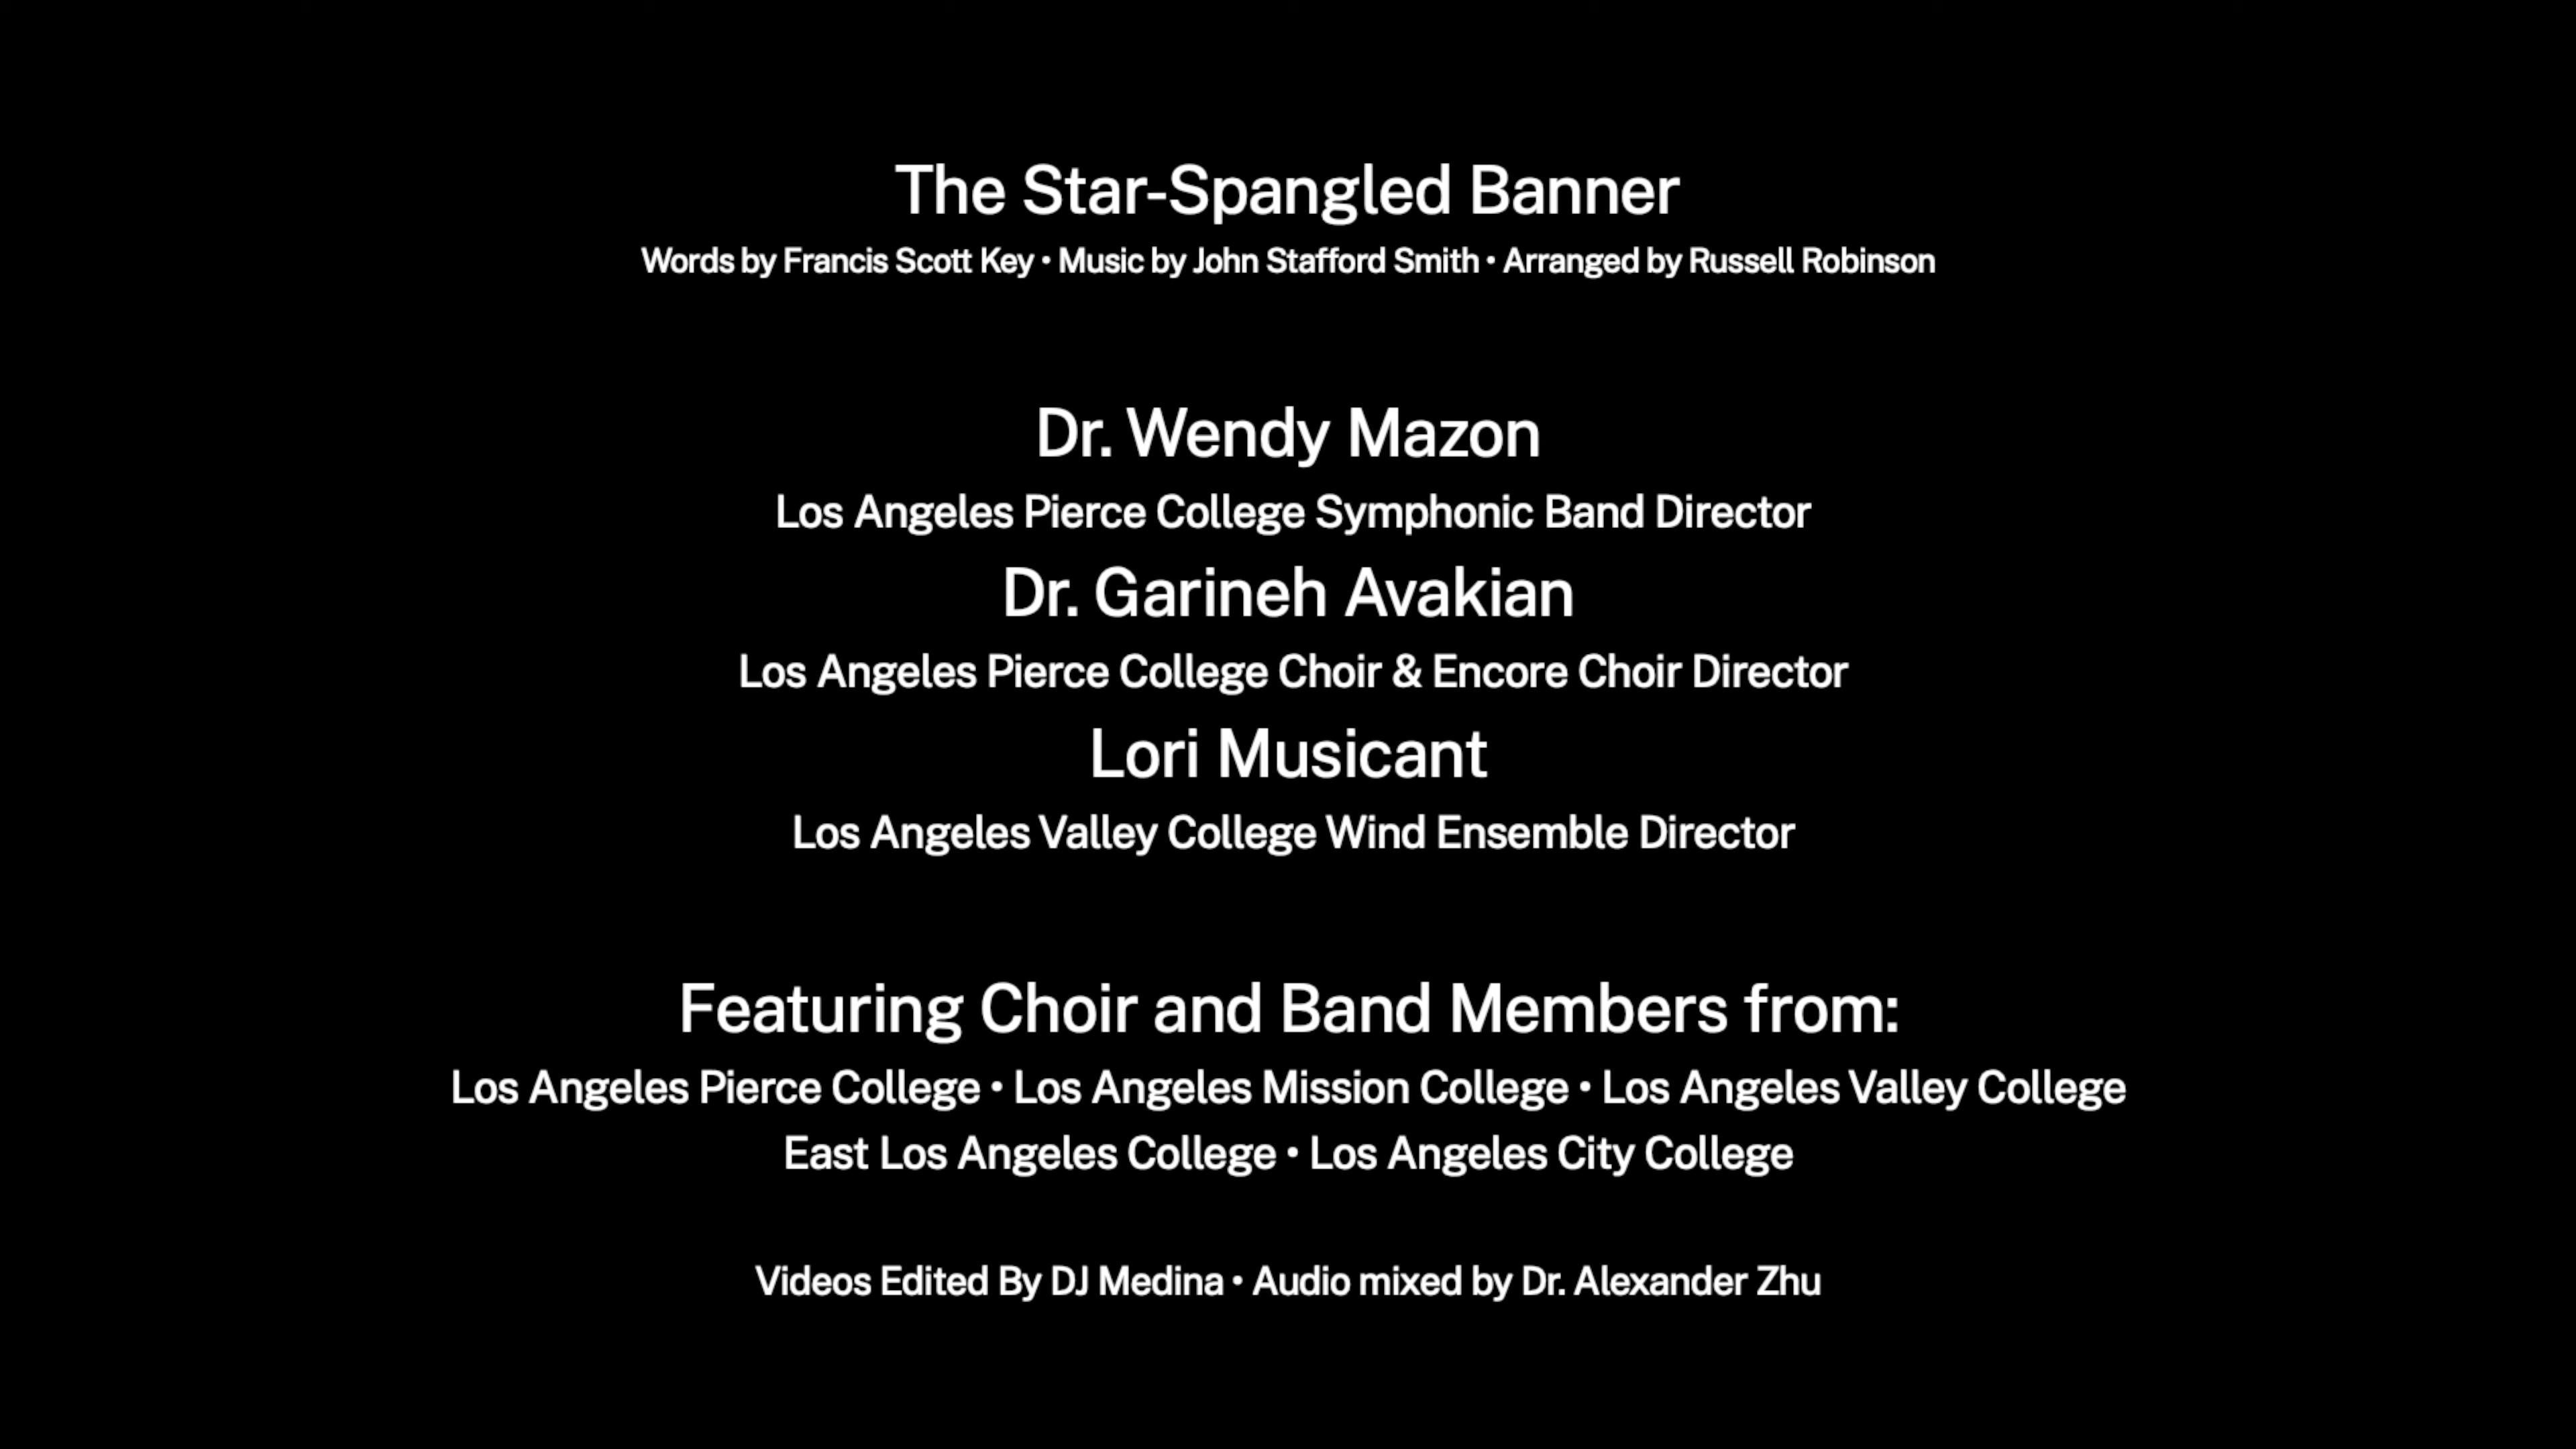 The Star-Spangled Banner
Words by Francis Scott Key • Music by John Stafford Smith • Arranged by Russell Robinson
Dr. Wendy Mazon
Los Angeles Pierce College Symphonic Band Director
Dr. Garineh Avakian
Los Angeles Pierce College Choir & Encore Choir Director
Lori Musicant
Los Angeles Valley College Wind Ensemble Director
Featuring Choir and Band Members from:
Los Angeles Pierce College • Los Angeles Mission College • Los Angeles Valley College
East Los Angeles College • Los Angeles City College
Videos Edited By DJ Medina • Audio mixed by Dr. Alexander Zhu